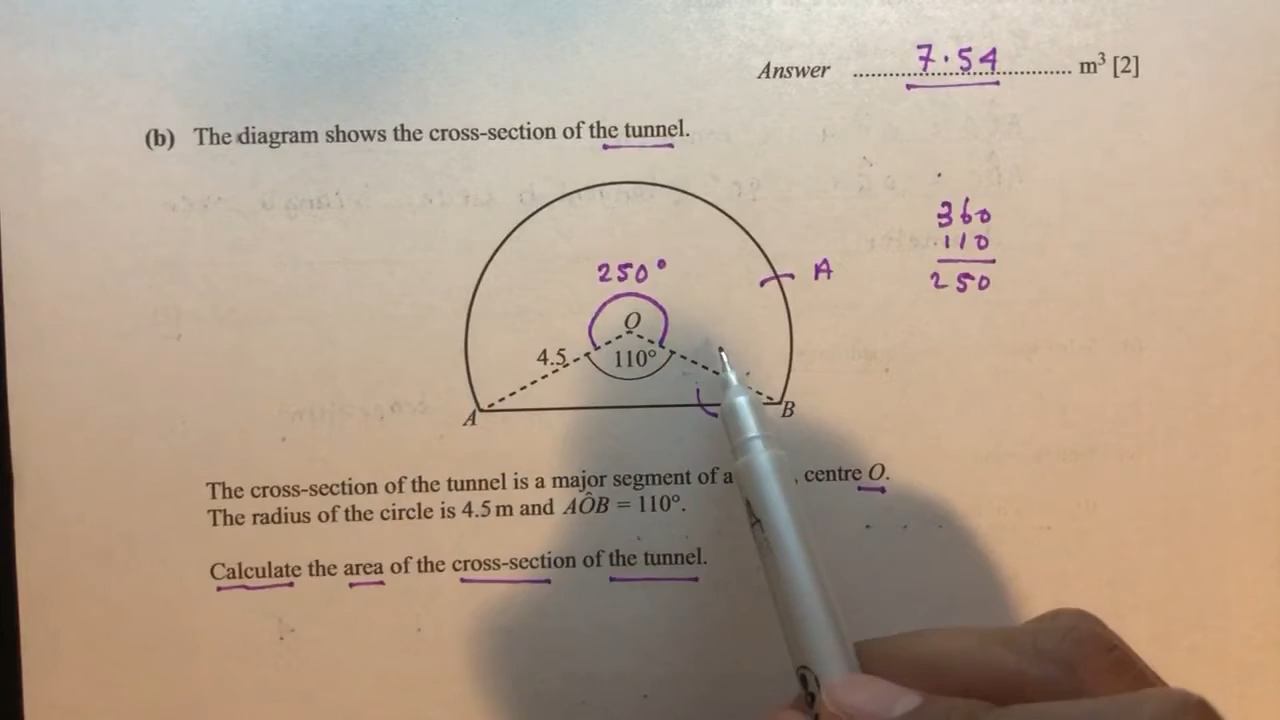 7.54
Answer ........................................ m³ [2]
(b) The diagram shows the cross-section of the tunnel.
360
110
250
250°
A
O
4.5
110°
A
B
The cross-section of the tunnel is a major segment of a , centre O.
The radius of the circle is 4.5 m and AÔB = 110°.
Calculate the area of the cross-section of the tunnel.